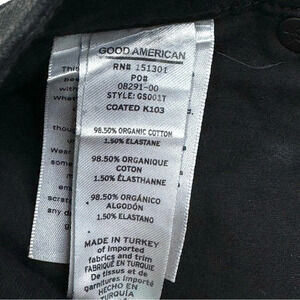 GOOD AMERICAN
RN# 151301
PO#
08291-00
STYLE: GS001T
COATED K103
98.50% ORGANIC COTTON
1.50% ELASTANE
98.50% ORGANIQUE
COTON
1.50% ÉLASTHANNE
98.50% ORGÁNICO
ALGODÓN
1.50% ELASTANO
MADE IN TURKEY
of imported
fabrics and trim
FABRIQUÉ EN TURQUIE
De tissus et de
garnitures importés
HECHO EN
TURQUÍA